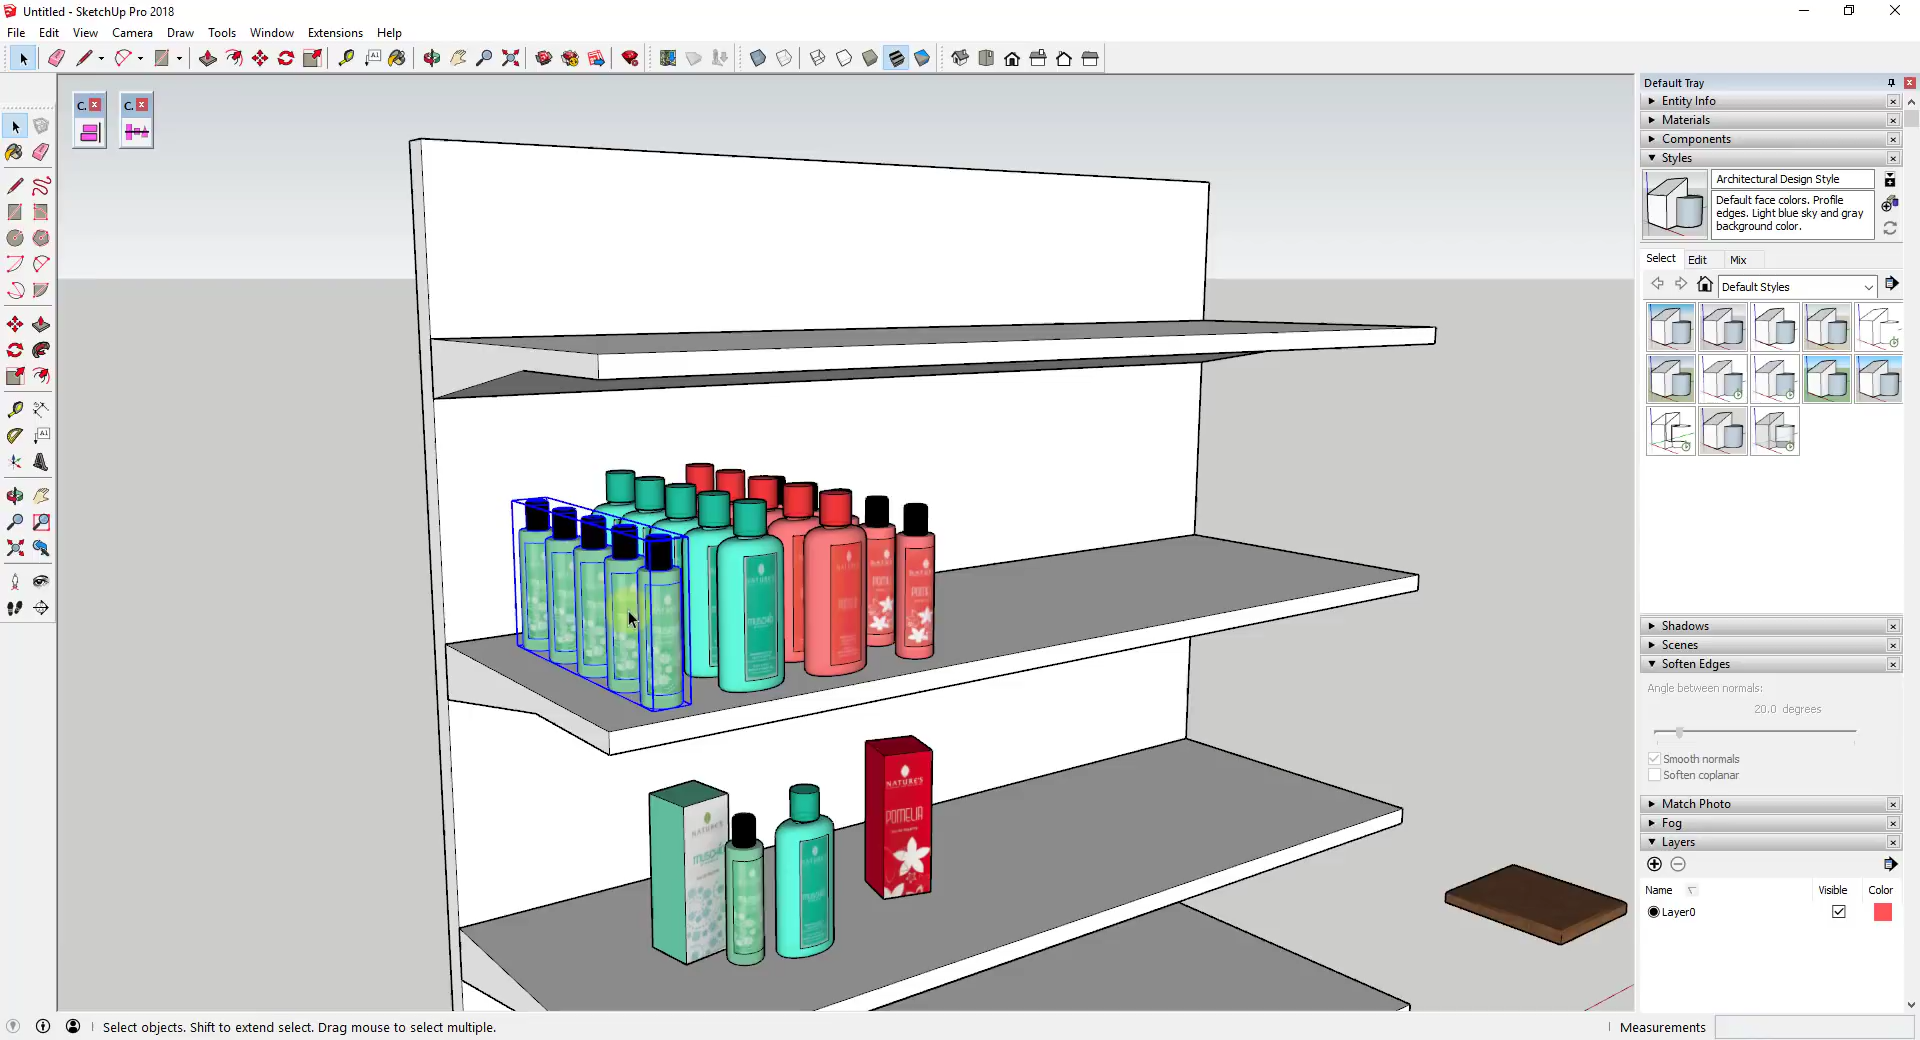 Untitled - SketchUp Pro 2018
File Edit View Camera Draw Tools Window Extensions Help
Default Tray
C. C.
Entity Info
Materials
Components
Styles
Architectural Design Style
Default face colors. Profile
edges. Light blue sky and gray
background color.
Select Edit Mix
Default Styles
Shadows
Scenes
Soften Edges
Angle between normals:
20.0 degrees
Smooth normals
Soften coplanar
Match Photo
Fog
Layers
Name Visible Color
Layer0
NATURE'S
POMELIA
NATURE'S
Select objects. Shift to extend select. Drag mouse to select multiple.
Measurements